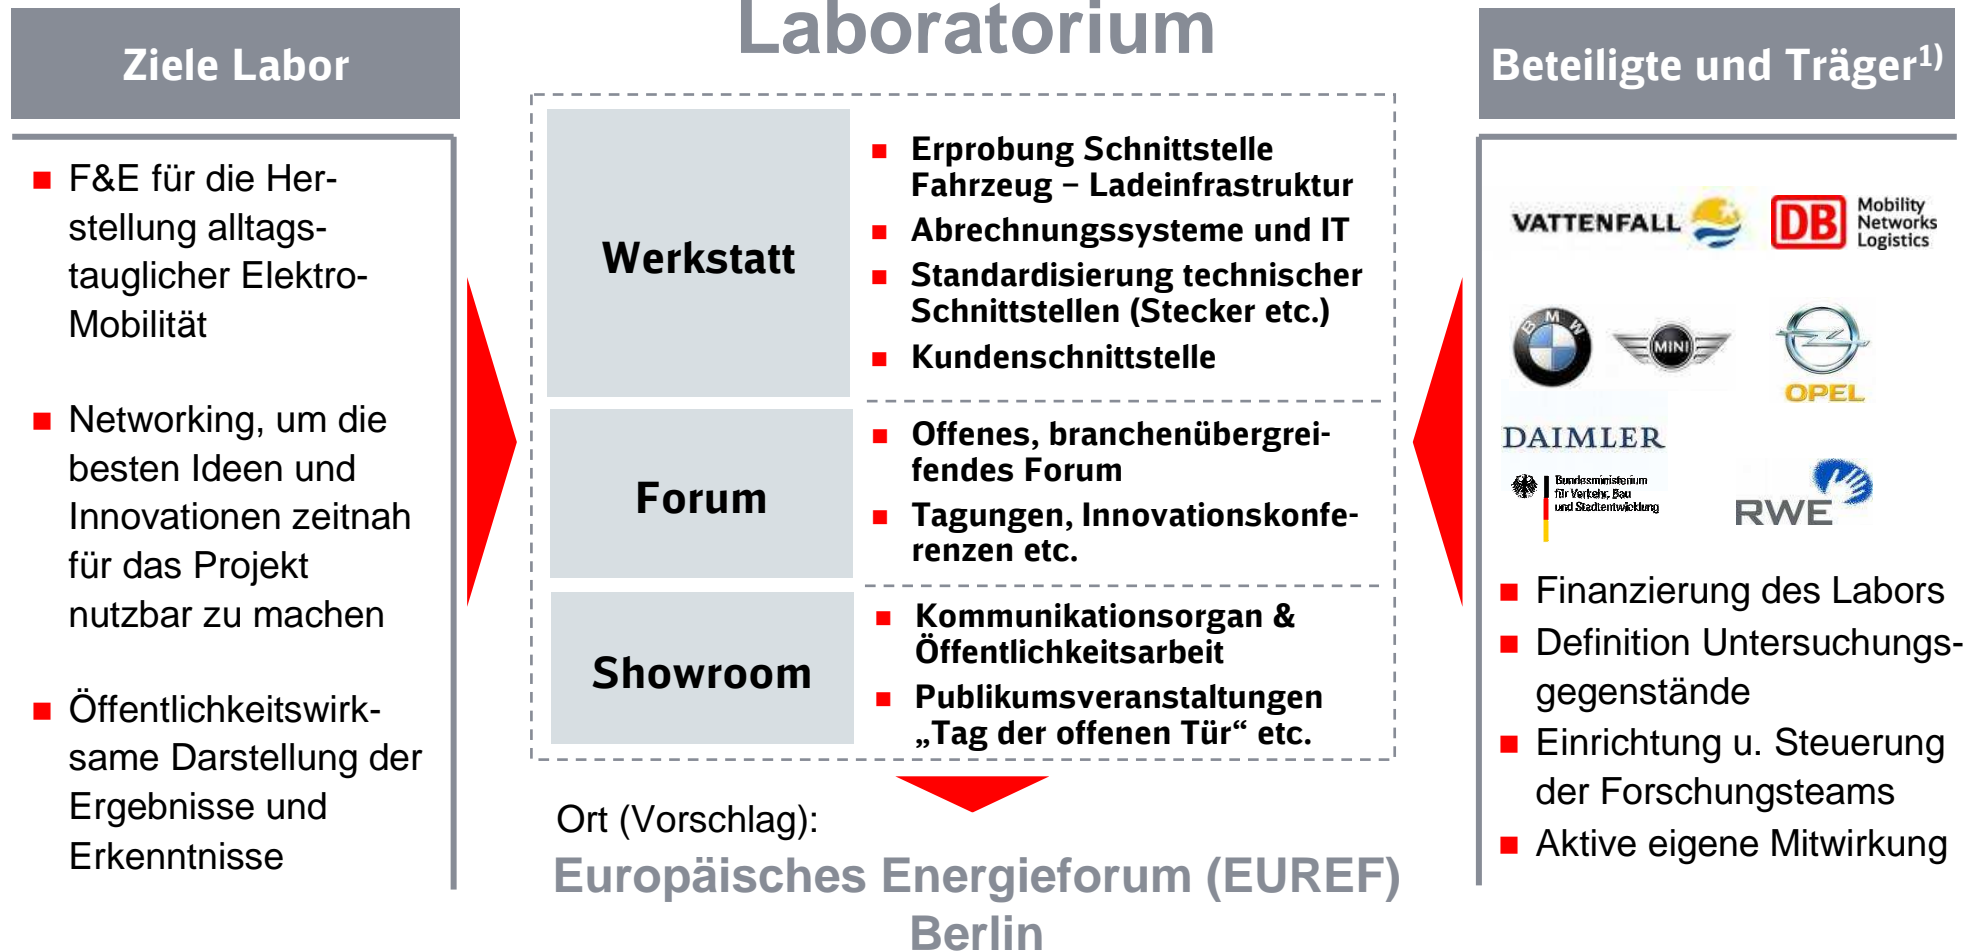 Laboratorium
Ziele Labor
F&E für die Her-
stellung alltags-
tauglicher Elektro-
Mobilität
Networking, um die
besten Ideen und
Innovationen zeitnah
für das Projekt
nutzbar zu machen
Öffentlichkeitswirk-
same Darstellung der
Ergebnisse und
Erkenntnisse
Werkstatt
Erprobung Schnittstelle
Fahrzeug – Ladeinfrastruktur
Abrechnungssysteme und IT
Standardisierung technischer
Schnittstellen (Stecker etc.)
Kundenschnittstelle
Forum
Offenes, branchenübergrei-
fendes Forum
Tagungen, Innovationskonfe-
renzen etc.
Showroom
Kommunikationsorgan &
Öffentlichkeitsarbeit
Publikumsveranstaltungen
„Tag der offenen Tür“ etc.
Ort (Vorschlag):
Europäisches Energieforum (EUREF)
Berlin
Beteiligte und Träger1)
VATTENFALL
DB
Mobility
Networks
Logistics
BMW
MINI
OPEL
DAIMLER
Bundesministerium
für Verkehr, Bau
und Stadtentwicklung
RWE
Finanzierung des Labors
Definition Untersuchungs-
gegenstände
Einrichtung u. Steuerung
der Forschungsteams
Aktive eigene Mitwirkung